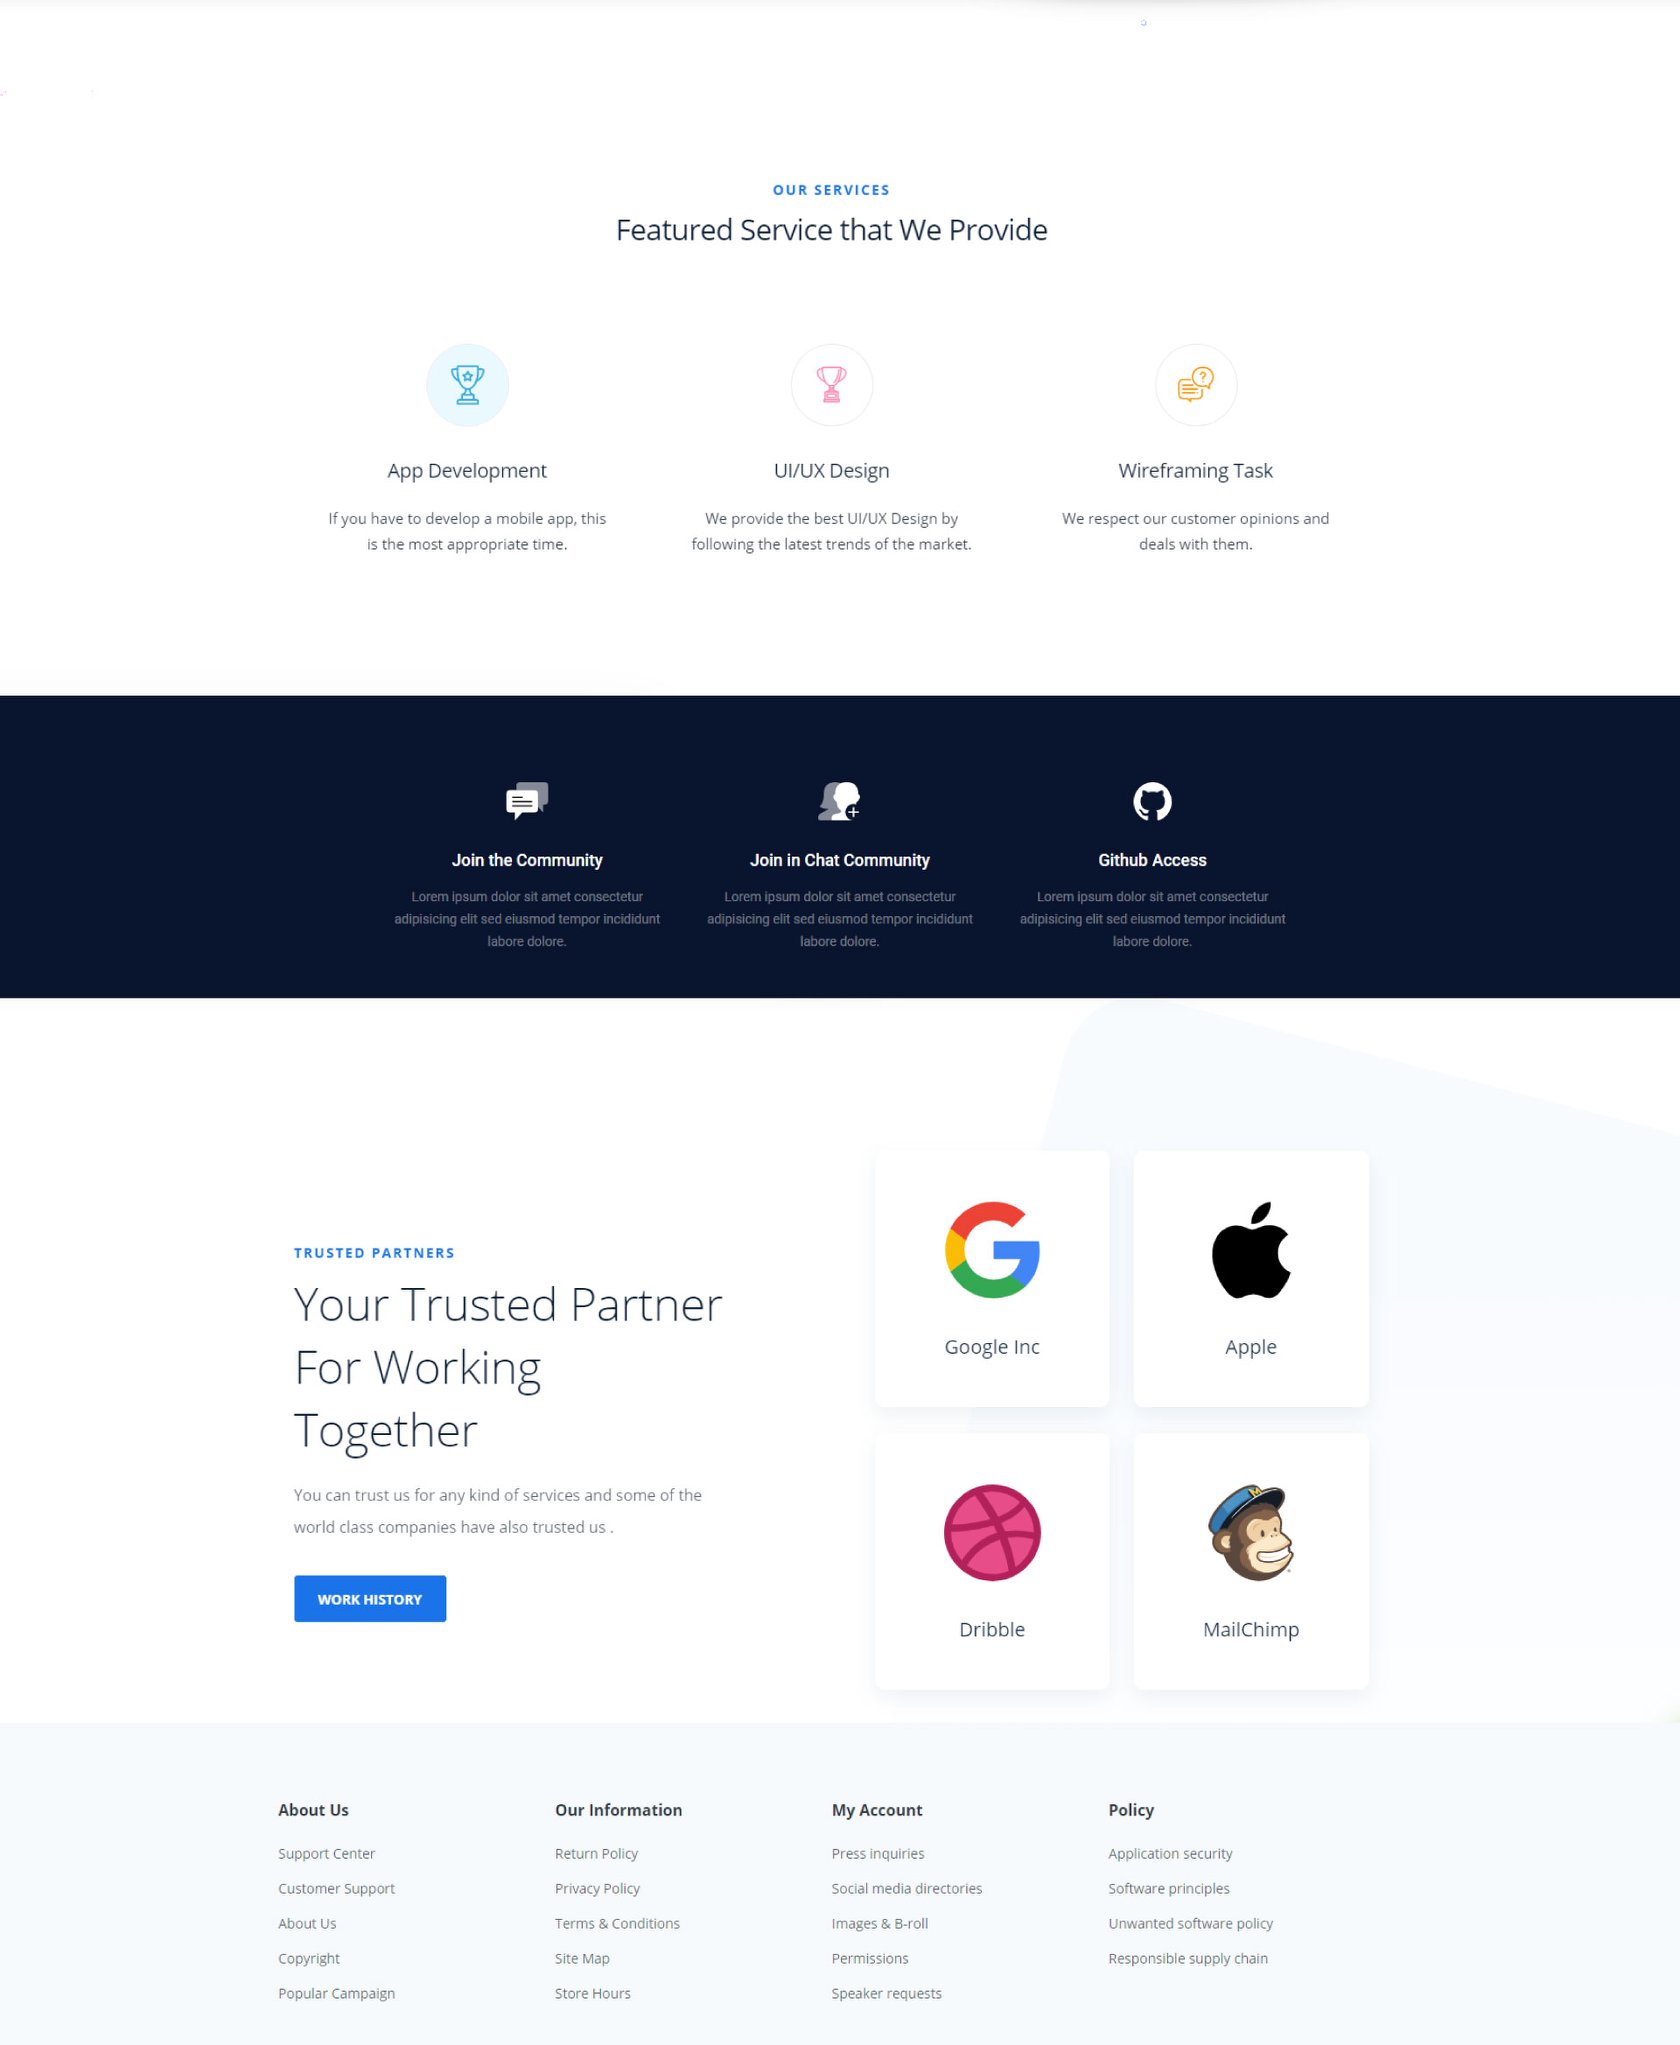 OUR SERVICES
Featured Service that We Provide
App Development
If you have to develop a mobile app, this
is the most appropriate time.
UI/UX Design
We provide the best UI/UX Design by
following the latest trends of the market.
Wireframing Task
We respect our customer opinions and
deals with them.
Join the Community
Lorem ipsum dolor sit amet consectetur
adipisicing elit sed eiusmod tempor incididunt
labore dolore.
Join in Chat Community
Lorem ipsum dolor sit amet consectetur
adipisicing elit sed eiusmod tempor incididunt
labore dolore.
Github Access
Lorem ipsum dolor sit amet consectetur
adipisicing elit sed eiusmod tempor incididunt
labore dolore.
TRUSTED PARTNERS
Your Trusted Partner
For Working
Together
You can trust us for any kind of services and some of the
world class companies have also trusted us .
WORK HISTORY
Google Inc
Apple
Dribble
MailChimp
About Us
Support Center
Customer Support
About Us
Copyright
Popular Campaign
Our Information
Return Policy
Privacy Policy
Terms & Conditions
Site Map
Store Hours
My Account
Press inquiries
Social media directories
Images & B-roll
Permissions
Speaker requests
Policy
Application security
Software principles
Unwanted software policy
Responsible supply chain